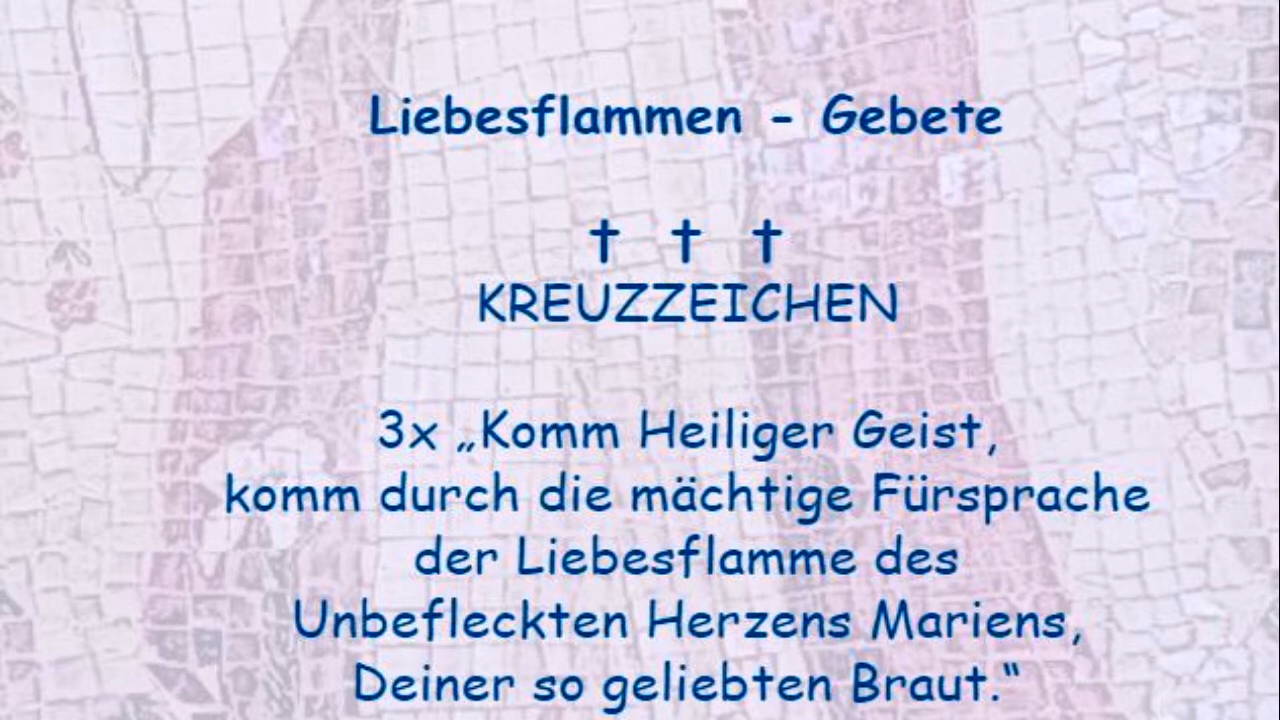 Liebesflammen - Gebete
† † †
KREUZZEICHEN
3x „Komm Heiliger Geist,
komm durch die mächtige Fürsprache
der Liebesflamme des
Unbefleckten Herzens Mariens,
Deiner so geliebten Braut.“